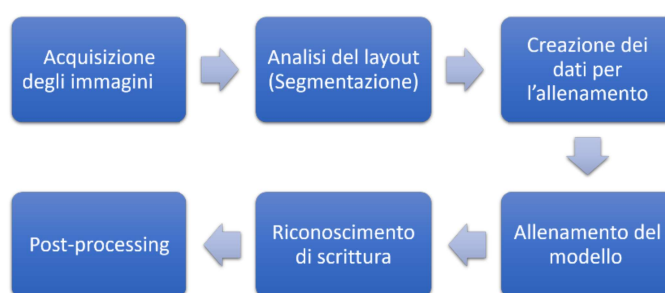 Acquisizione
degli immagini
Analisi del layout
(Segmentazione)
Creazione dei
dati per
l'allenamento
Allenamento del
modello
Riconoscimento
di scrittura
Post-processing